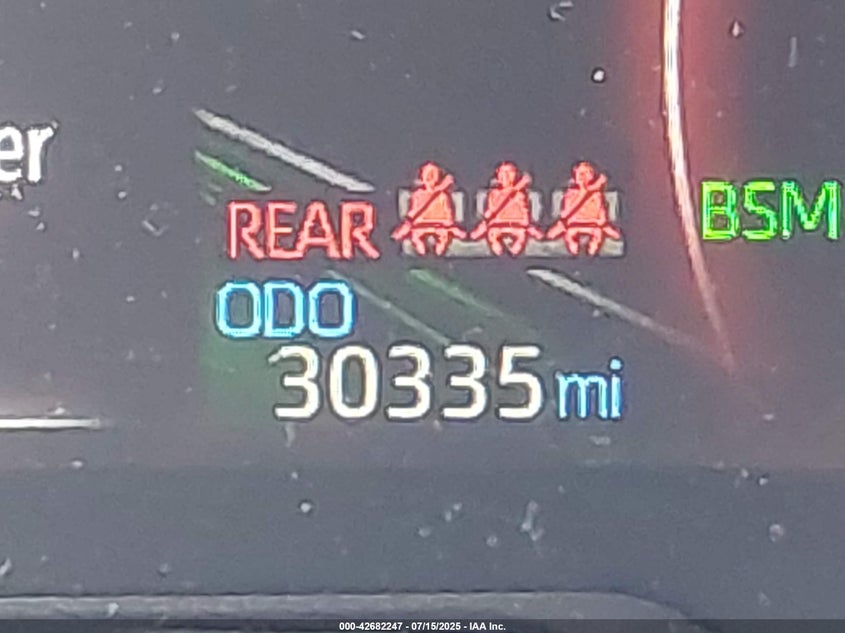 er
REAR
BSM
ODO
30335 mi
000-42682247 - 07/15/2025 - IAA Inc.